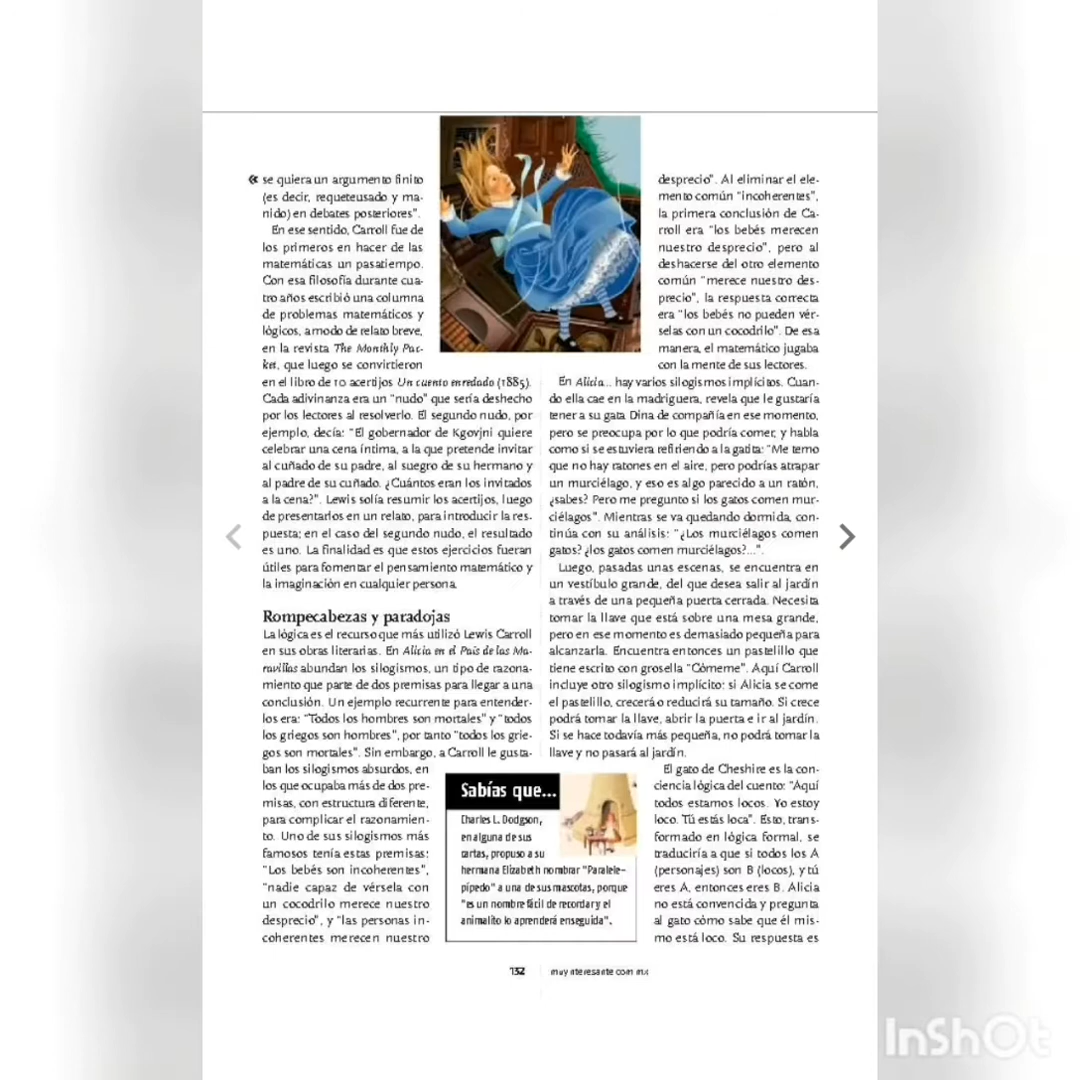 « se quiera un argumento finito
(es decir, requeteusado y ma-
nido) en debates posteriores".
En ese sentido, Carroll fue de
los primeros en hacer de las
matemáticas un pasatiempo.
Con esa filosofía durante cua-
tro años escribió una columna
de problemas matemáticos y
lógicos, a modo de relato breve,
en la revista The Monthly Pac-
ket, que luego se convirtieron
en el libro de 10 acertijos Un cuento enredado (1885).
Cada adivinanza era un "nudo" que sería deshecho
por los lectores al resolverlo. El segundo nudo, por
ejemplo, decía: "El gobernador de Kgovjni quiere
celebrar una cena íntima, a la que pretende invitar
al cuñado de su padre, al suegro de su hermano y
al padre de su cuñado. ¿Cuántos eran los invitados
a la cena?". Lewis solía resumir los acertijos, luego
de presentarlos en un relato, para introducir la res-
puesta; en el caso del segundo nudo, el resultado
es uno. La finalidad es que estos ejercicios fueran
útiles para fomentar el pensamiento matemático y
la imaginación en cualquier persona.
Rompecabezas y paradojas
La lógica es el recurso que más utilizó Lewis Carroll
en sus obras literarias. En Alicia en el País de las Ma-
ravillas abundan los silogismos, un tipo de razona-
miento que parte de dos premisas para llegar a una
conclusión. Un ejemplo recurrente para entender-
los era: "Todos los hombres son mortales" y "todos
los griegos son hombres", por tanto "todos los grie-
gos son mortales". Sin embargo, a Carroll le gusta-
ban los silogismos absurdos, en
los que ocupaba más de dos pre-
misas, con estructura diferente,
para complicar el razonamien-
to. Uno de sus silogismos más
famosos tenía estas premisas:
"Los bebés son incoherentes",
"nadie capaz de vérsela con
un cocodrilo merece nuestro
desprecio", y "las personas in-
coherentes merecen nuestro
desprecio". Al eliminar el ele-
mento común "incoherentes",
la primera conclusión de Ca-
rroll era "los bebés merecen
nuestro desprecio", pero al
deshacerse del otro elemento
común "merece nuestro des-
precio", la respuesta correcta
era "los bebés no pueden vér-
selas con un cocodrilo". De esa
manera, el matemático jugaba
con la mente de sus lectores.
En Alicia... hay varios silogismos implícitos. Cuan-
do ella cae en la madriguera, revela que le gustaría
tener a su gata Dina de compañía en ese momento,
pero se preocupa por lo que podría comer, y habla
como si se estuviera refiriendo a la gatita: "Me temo
que no hay ratones en el aire, pero podrías atrapar
un murciélago, y eso es algo parecido a un ratón,
¿sabes? Pero me pregunto si los gatos comen mur-
ciélagos". Mientras se va quedando dormida, con-
tinúa con su análisis: "¿Los murciélagos comen
gatos? ¿los gatos comen murciélagos?...".
Luego, pasadas unas escenas, se encuentra en
un vestíbulo grande, del que desea salir al jardín
a través de una pequeña puerta cerrada. Necesita
tomar la llave que está sobre una mesa grande,
pero en ese momento es demasiado pequeña para
alcanzarla. Encuentra entonces un pastelillo que
tiene escrito con grosella "Cómeme". Aquí Carroll
incluye otro silogismo implícito: si Alicia se come
el pastelillo, crecerá o reducirá su tamaño. Si crece
podrá tomar la llave, abrir la puerta e ir al jardín.
Si se hace todavía más pequeña, no podrá tomar la
llave y no pasará al jardín.
El gato de Cheshire es la con-
ciencia lógica del cuento: "Aquí
todos estamos locos. Yo estoy
loco. Tú estás loca". Esto, trans-
formado en lógica formal, se
traduciría a que si todos los A
(personajes) son B (locos), y tú
eres A, entonces eres B. Alicia
no está convencida y pregunta
al gato cómo sabe que él mis-
mo está loco. Su respuesta es
Sabías que...
Charles L. Dodgson,
en alguna de sus
cartas, propuso a su
hermana Elizabeth nombrar "Paralele-
pípedo" a una de sus mascotas, porque
"es un nombre fácil de recordar y el
animalito lo aprenderá enseguida".
132
muyinteresante.com.mx
InShOt